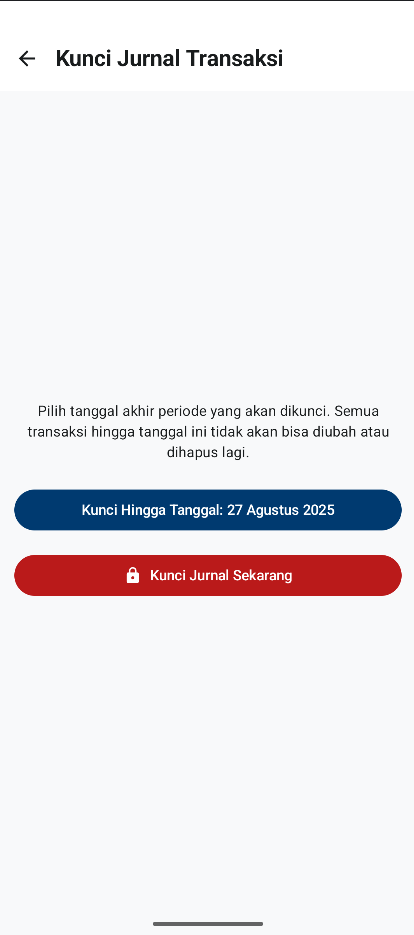 Kunci Jurnal Transaksi
Pilih tanggal akhir periode yang akan dikunci. Semua
transaksi hingga tanggal ini tidak akan bisa diubah atau
dihapus lagi.
Kunci Hingga Tanggal: 27 Agustus 2025
Kunci Jurnal Sekarang